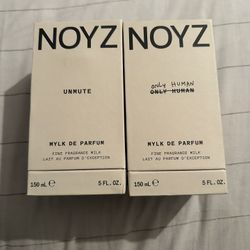 NOYZ
UNMUTE
MYLK DE PARFUM
FINE FRAGRANCE MILK
LAIT AU PARFUM D'EXCEPTION
150 mL ℮ 5 FL. OZ.
NOYZ
only HUMAN
ONLY HUMAN
MYLK DE PARFUM
FINE FRAGRANCE MILK
LAIT AU PARFUM D'EXCEPTION
150 mL ℮ 5 FL. OZ.